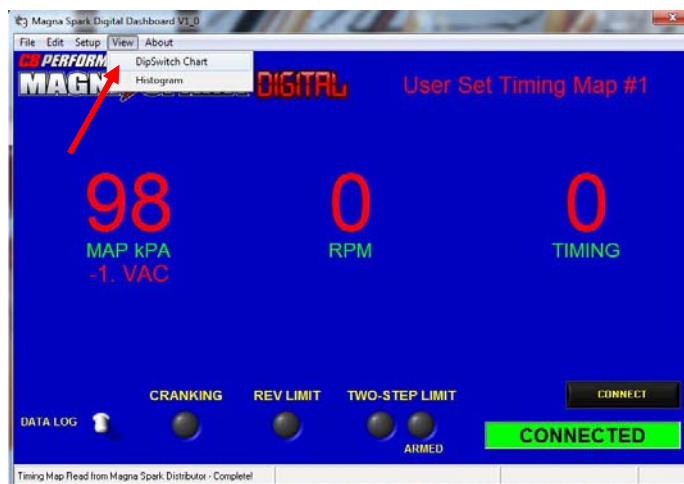 Magna Spark Digital Dashboard V1_0
File Edit Setup View About
DipSwitch Chart
Histogram
CB PERFORM
MAGN
DIGITAL
User Set Timing Map #1
98
0
0
MAP kPA
RPM
TIMING
-1. VAC
CRANKING
REV LIMIT
TWO-STEP LIMIT
CONNECT
DATA LOG
ARMED
CONNECTED
Timing Map Read from Magna Spark Distributor - Complete!